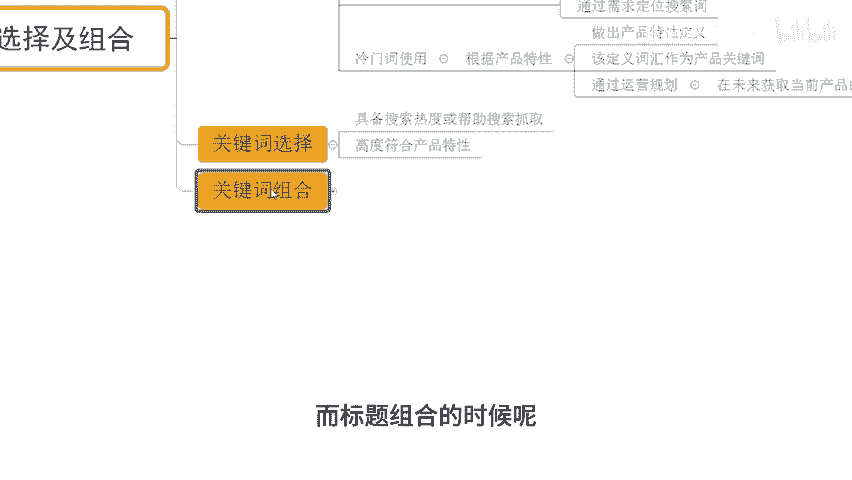 通过需求定位搜索词
选择及组合
做出产品特性定义
bilibili
冷门词使用 根据产品特性 该定义词汇作为产品关键词
通过运营规划 在未来获取当前产品
具备搜索热度或帮助搜索抓取
关键词选择
高度符合产品特性
关键词组合
而标题组合的时候呢